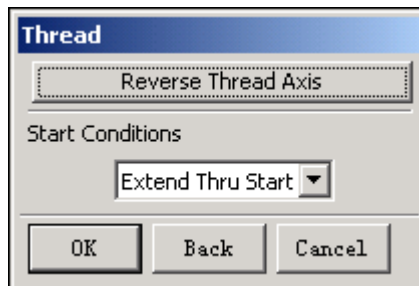 Thread
Reverse Thread Axis
Start Conditions
Extend Thru Start
OK Back Cancel